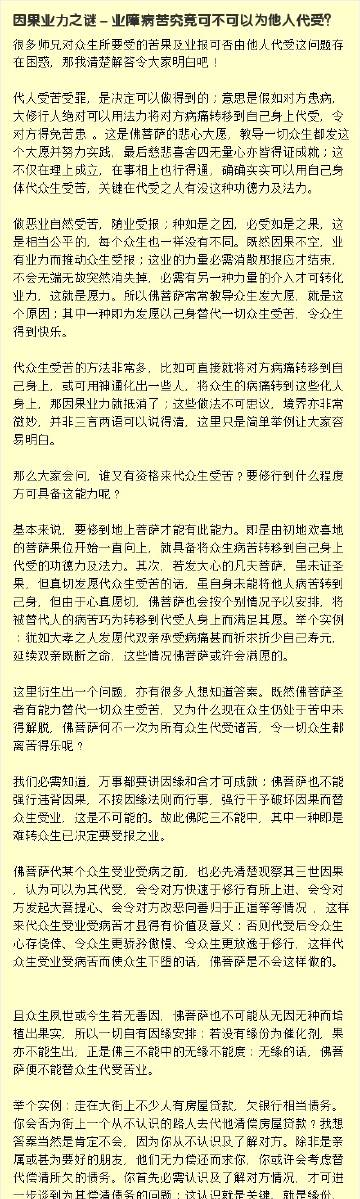 因果业力之谜 – 业障病苦究竟可不可以为他人代受?
很多师兄对众生所要受的苦果及业报可否由他人代受这问题存
在困惑，那我清楚解答令大家明白吧！
代人受苦受罪，是决定可以做得到的；意思是假如对方患病，
大修行人绝对可以用法力将对方病痛转移到自己身上代受，令
对方得免苦患 。这是佛菩萨的悲心大愿，教导一切众生都发这
个大愿并努力实践，最后慈悲喜舍四无量心亦皆得证成就；这
不仅在理上成立，在事相上也行得通，确确实实可以用自己身
体代众生受苦，关键在代受之人有没这种功德力及法力。
做恶业自然受苦，随业受报；种如是之因，必受如是之果，这
是相当公平的，每个众生也一样没有不同。既然因果不空，业
有业力而推动众生受报；这业的力量必需消散那报应才结束，
不会无端无故突然消失掉，必需有另一种力量的介入才可转化
业力，这就是愿力。所以佛菩萨常常教导众生发大愿，就是这
个原因；其中一种即为发愿以己身替代一切众生受苦，令众生
得到快乐。
代众生受苦的方法非常多，比如可直接就将对方病痛转移到自
己身上，或可用神通化出一些人，将众生的病痛转到这些化人
身上，那因果业力就抵消了；这些做法不可思议，境界亦非常
微妙，并非三言两语可以说得清，这里只是简单举例让大家容
易明白。
那么大家会问，谁又有资格来代众生受苦？要修行到什么程度
方可具备这能力呢？
基本来说，要修到地上菩萨才能有此能力。即是由初地欢喜地
的菩萨果位开始一直向上，就具备将众生病苦转移到自己身上
代受的功德力及法力。其次，若发大心的凡夫菩萨，虽未证圣
果，但真切发愿代众生受苦的话，虽自身未能将他人病苦转到
己身，但由于心真愿切，佛菩萨也会按个别情况予以安排，将
被替代人的病苦巧为转移到代受人身上而满足其愿。举个实例
：犹如大孝之人发愿代双亲承受病痛甚而祈求折少自己寿元，
延续双亲既断之命，这些情况佛菩萨或许会满愿的。
这里衍生出一个问题，亦有很多人想知道答案。既然佛菩萨圣
者有能力替代一切众生受苦，又为什么现在众生仍处于苦中未
得解脱，佛菩萨何不一次为所有众生代受诸苦，令一切众生都
离苦得乐呢？
我们必需知道，万事都要讲因缘和合才可成就；佛菩萨也不能
强行违背因果，不按因缘法则而行事，强行干予破坏因果而替
众生受业，这是不可能的。故此佛陀三不能中，其中一种即是
难转众生已决定要受报之业。
佛菩萨代某个众生受业受病之前，也必先清楚观察其三世因果
，认为可以为其代受，会令对方快速于修行有所上进、会令对
方发起大菩提心、会令对方改恶向善归于正道等等情况 ，这样
来代众生受业受病苦才且得有价值及意义；否则代受后令众生
心存侥倖、令众生更骄矜傲慢、令众生更放逸于修行，这样代
众生受业受病苦而使众生下堕的话，佛菩萨是不会这样做的。
且众生夙世或今生若无善因，佛菩萨也不可能从无因无种而培
植出果实，所以一切自有因缘安排；若没有缘份为催化剂，果
亦不能生出，正是佛三不能中的无缘不能度；无缘的话，佛菩
萨便不能替众生代受苦业。
举个实例：走在大街上不少人有房屋贷款，欠银行相当债务。
你会否为街上一个从不认识的路人去代他清偿房贷款？我想
答案当然是肯定不会，因为你从不认识及了解对方。除非是亲
属或甚为要好的朋友，他们无力偿还而求你，你或许会考虑替
代偿清所欠的债务。你首先必需认识及了解对方情况，才可进
一步谈到为其偿清债务的问题；这认识就是关键，就是缘份，